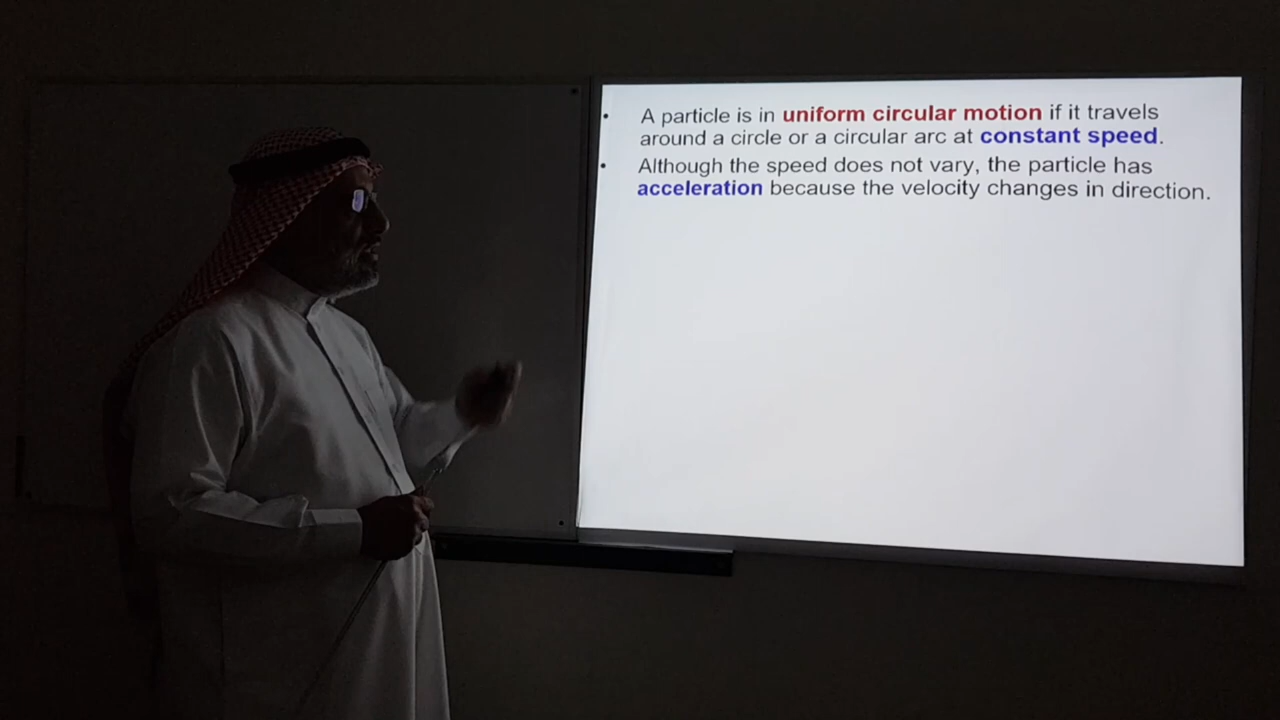 • A particle is in uniform circular motion if it travels
around a circle or a circular arc at constant speed.
• Although the speed does not vary, the particle has
acceleration because the velocity changes in direction.